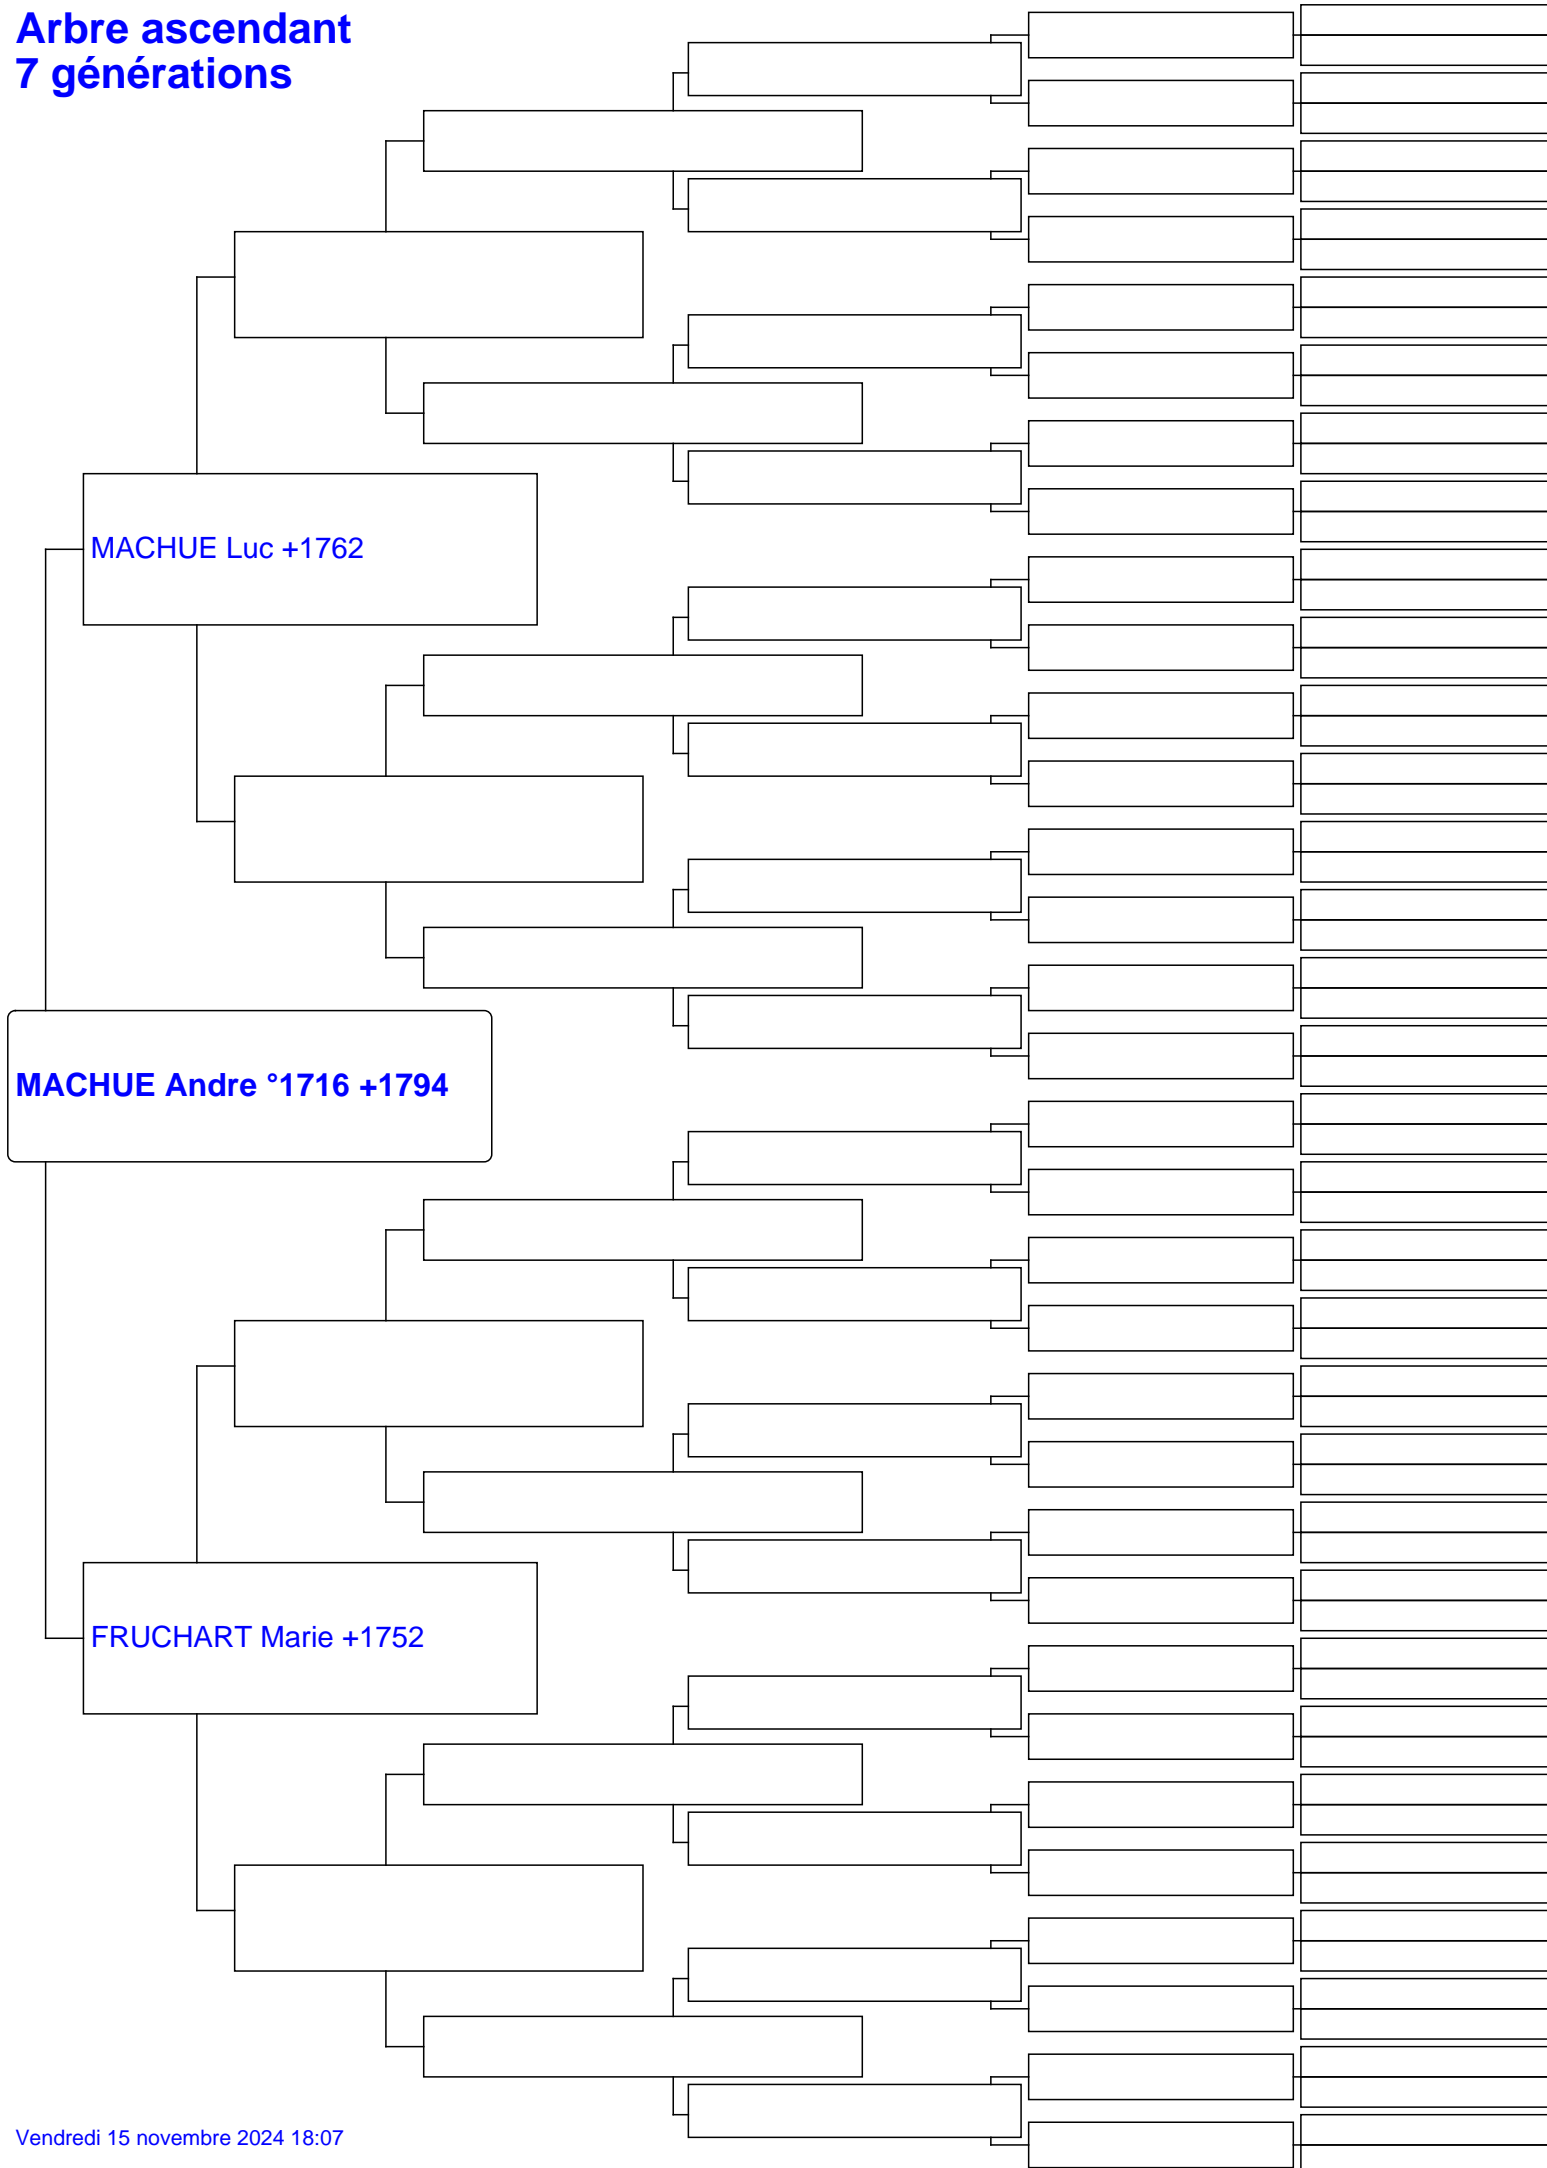 Arbre ascendant
7 générations
MACHUE Luc +1762
MACHUE Andre °1716 +1794
FRUCHART Marie +1752
Vendredi 15 novembre 2024 18:07